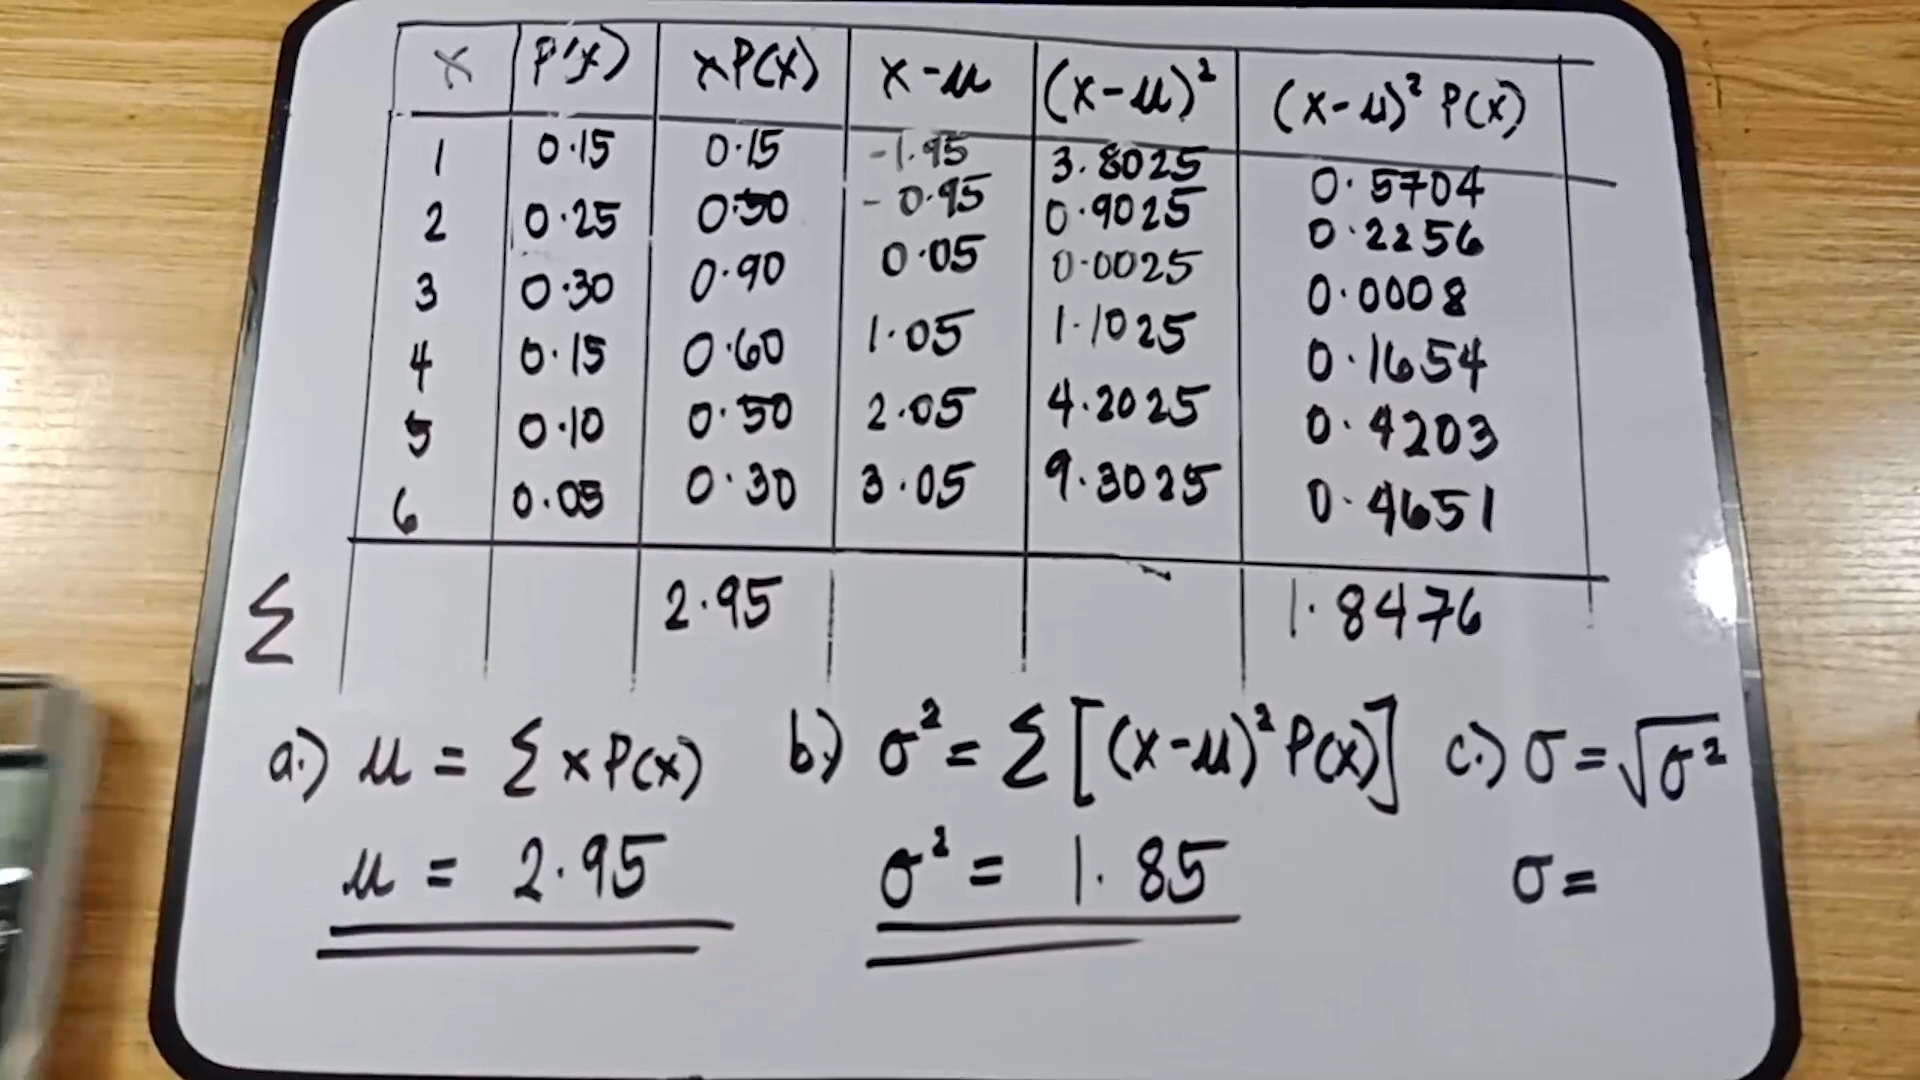 x P(x) xP(x) x-μ (x-μ)² (x-μ)² P(x)
1 0.15 0.15 -1.95 3.8025 0.5704
2 0.25 0.50 -0.95 0.9025 0.2256
3 0.30 0.90 0.05 0.0025 0.0008
4 0.15 0.60 1.05 1.1025 0.1654
5 0.10 0.50 2.05 4.2025 0.4203
6 0.05 0.30 3.05 9.3025 0.4651
Σ 2.95 1.8476
a.) μ = Σ xP(x) b.) σ² = Σ [(x-μ)² P(x)] c.) σ = √σ²
μ = 2.95 σ² = 1.85 σ =